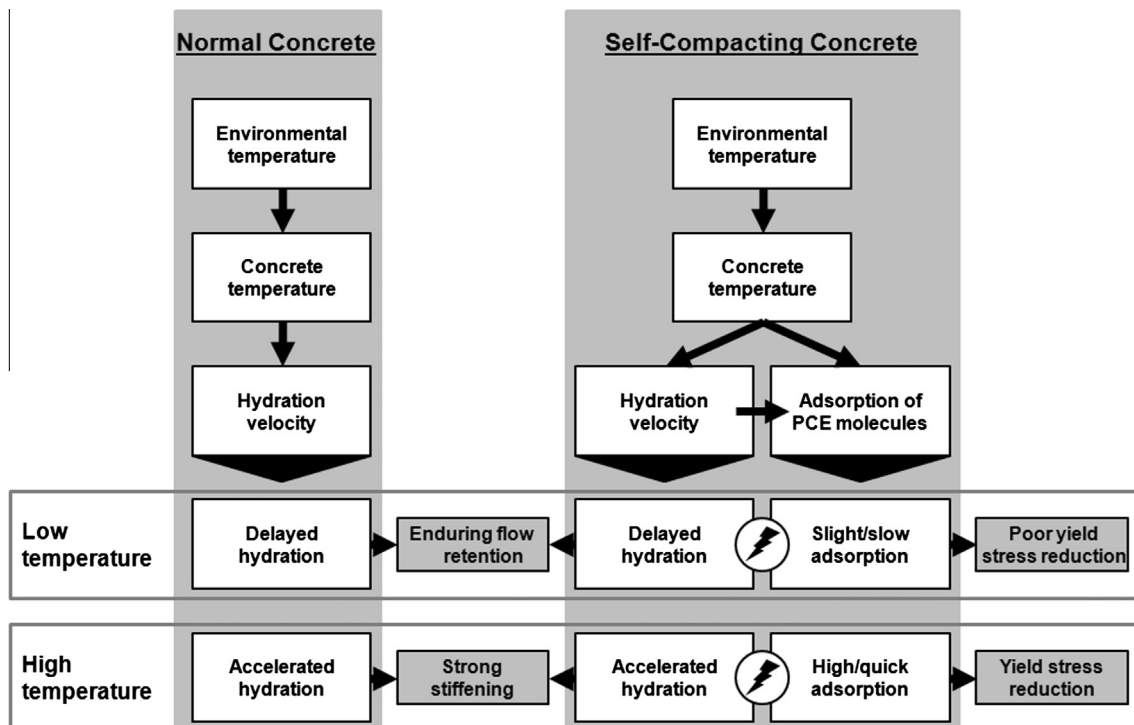 Normal Concrete
Self-Compacting Concrete
Environmental
temperature
Environmental
temperature
Concrete
temperature
Concrete
temperature
Hydration
velocity
Hydration
velocity
Adsorption of
PCE molecules
Low
temperature
Delayed
hydration
Enduring flow
retention
Delayed
hydration
Slight/slow
adsorption
Poor yield
stress reduction
High
temperature
Accelerated
hydration
Strong
stiffening
Accelerated
hydration
High/quick
adsorption
Yield stress
reduction